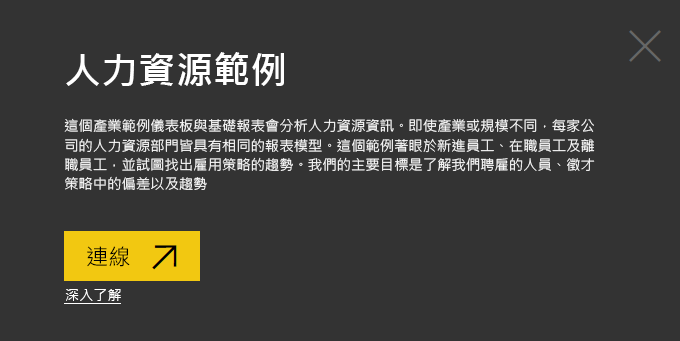 人力資源範例
這個產業範例儀表板與基礎報表會分析人力資源資訊。即使產業或規模不同，每家公
司的人力資源部門皆具有相同的報表模型。這個範例著眼於新進員工、在職員工及離
職員工，並試圖找出雇用策略的趨勢。我們的主要目標是了解我們聘雇的人員、徵才
策略中的偏差以及趨勢
連線
深入了解